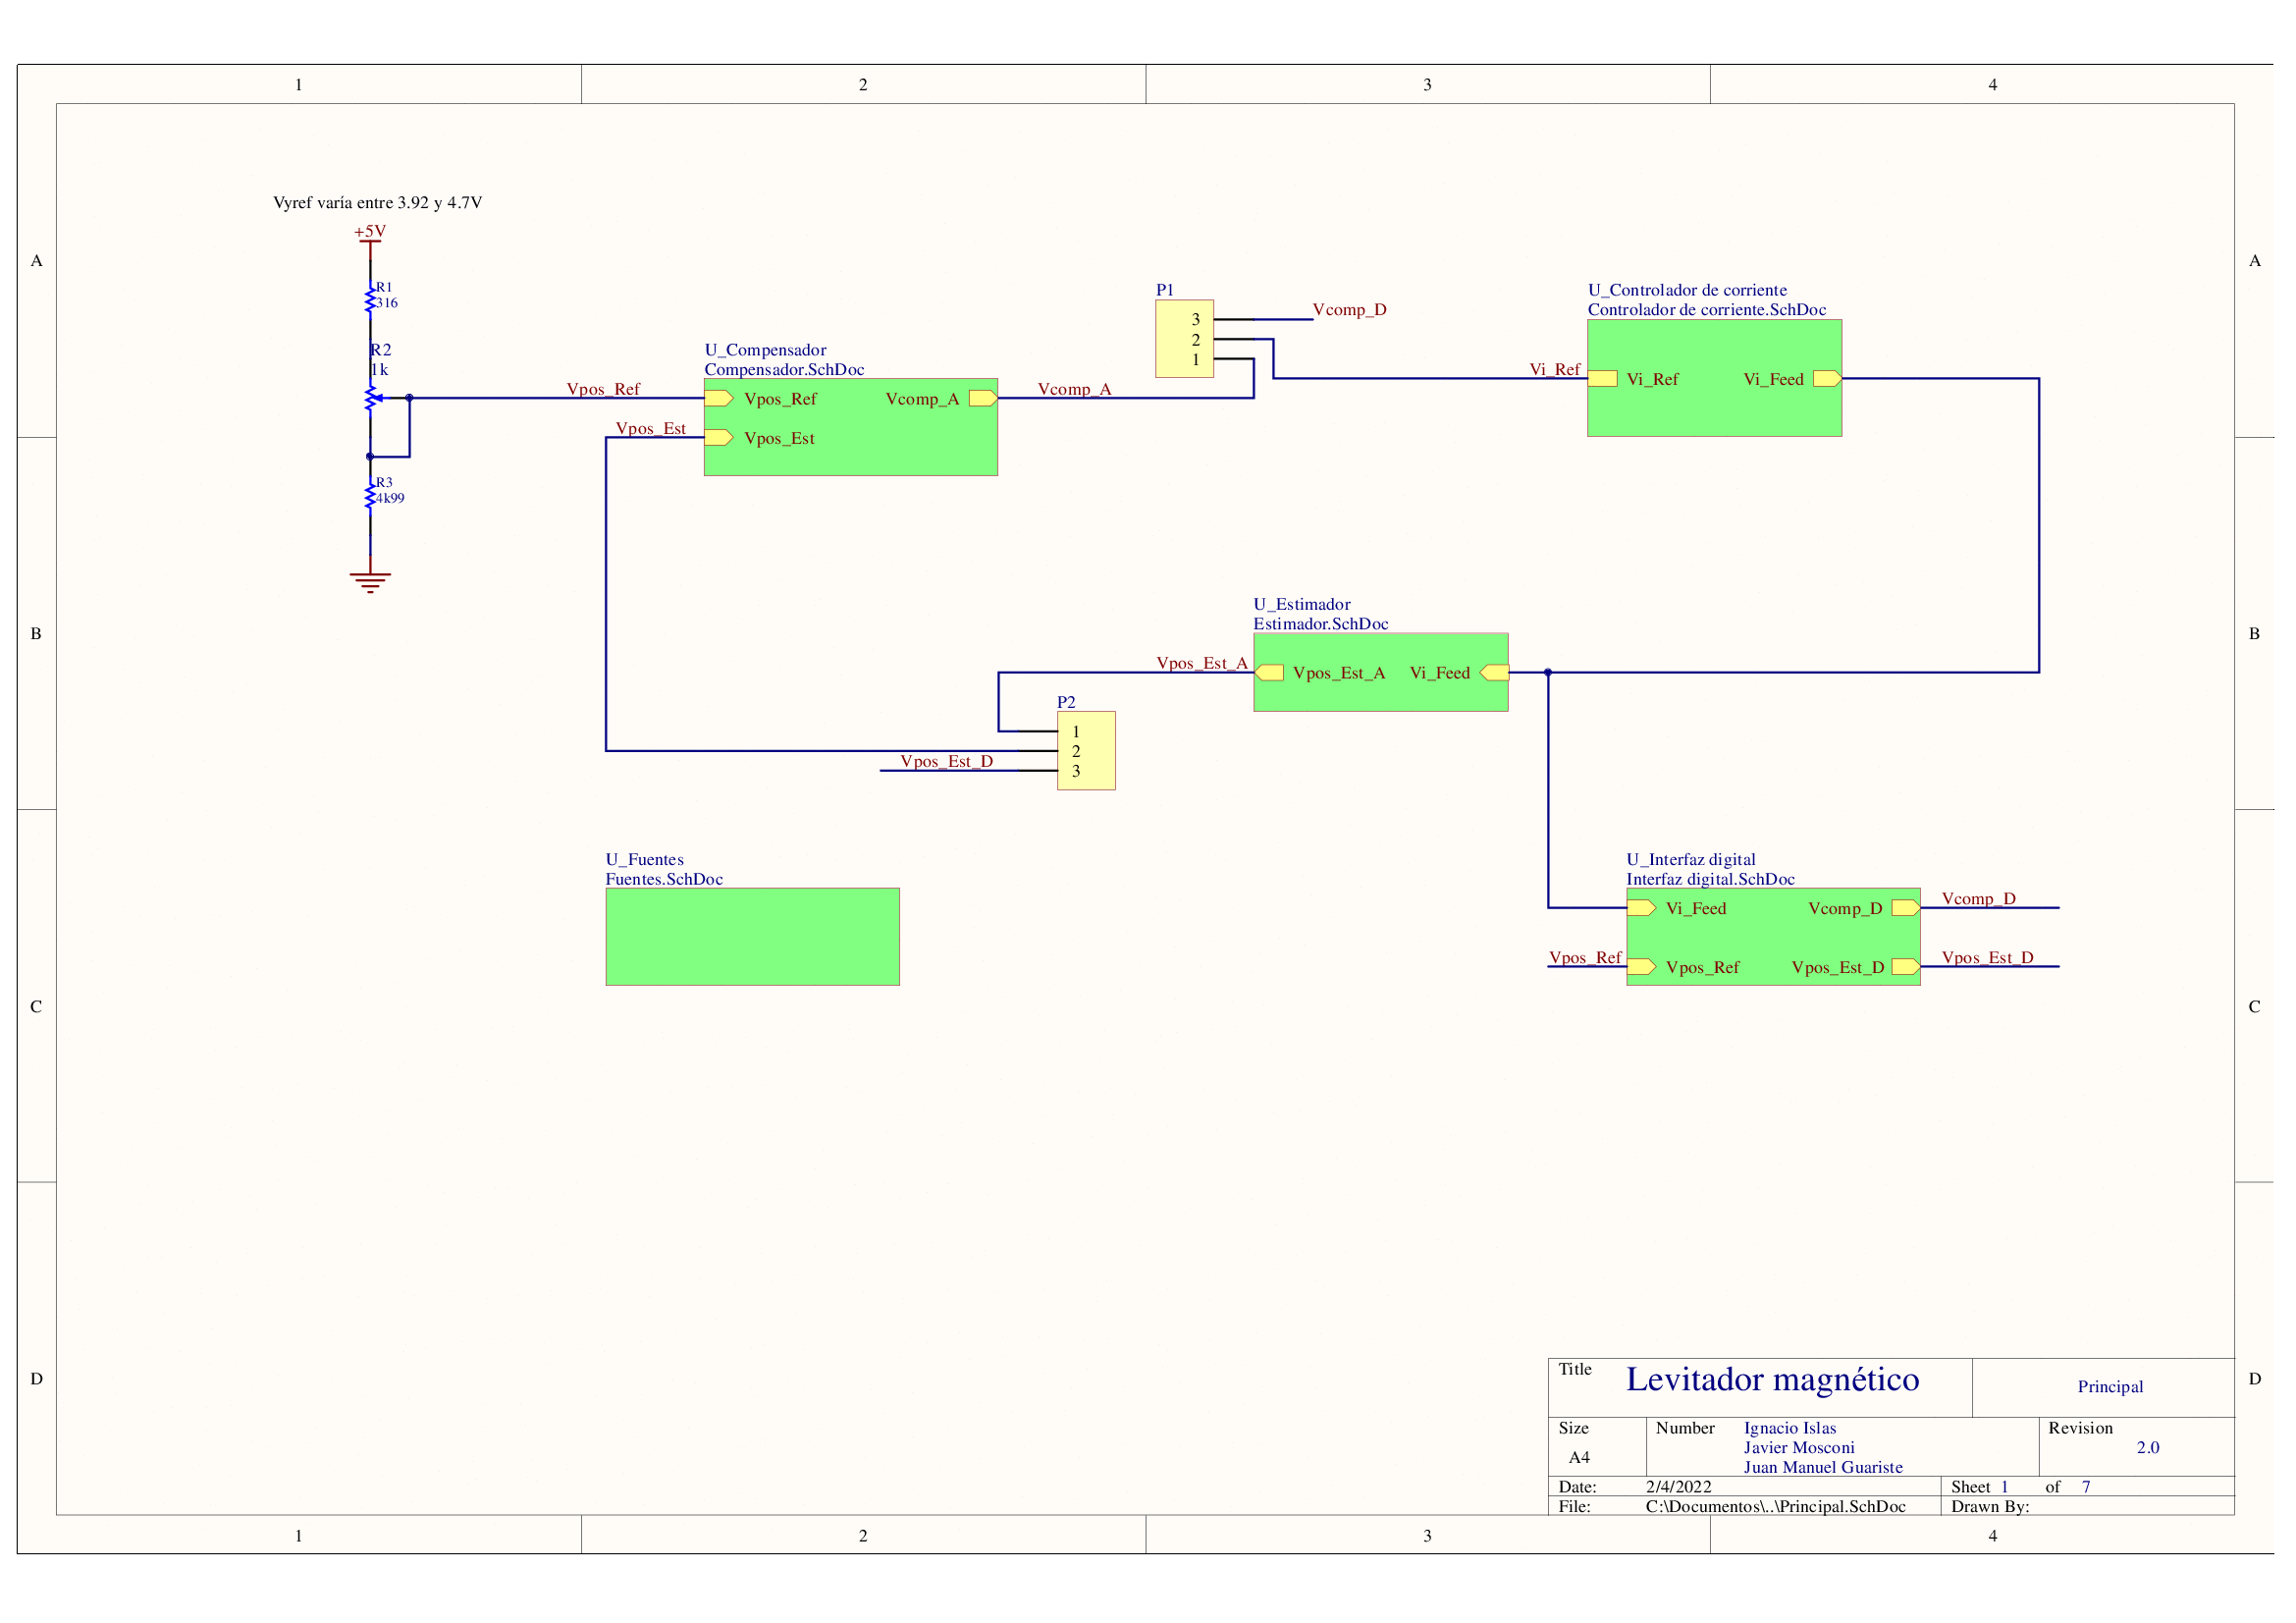 1 2 3 4
Vyref varía entre 3.92 y 4.7V
+5V
A A
R1
316
P1
U_Controlador de corriente
Controlador de corriente.SchDoc
3 Vcomp_D
2
1
R2
1k
U_Compensador
Compensador.SchDoc
Vi_Ref Vi_Ref Vi_Feed
Vpos_Ref Vpos_Ref Vcomp_A Vcomp_A
Vpos_Est Vpos_Est
R3
4k99
U_Estimador
Estimador.SchDoc
B B
Vpos_Est_A Vpos_Est_A Vi_Feed
P2
1
2
Vpos_Est_D 3
U_Fuentes
Fuentes.SchDoc
U_Interfaz digital
Interfaz digital.SchDoc
Vi_Feed Vcomp_D Vcomp_D
Vpos_Ref Vpos_Ref Vpos_Est_D Vpos_Est_D
C C
D D
Title Levitador magnético Principal
Size A4
Number Ignacio Islas
Javier Mosconi
Juan Manuel Guariste
Revision 2.0
Date: 2/4/2022 Sheet 1 of 7
File: C:\Documentos\..\Principal.SchDoc Drawn By:
1 2 3 4